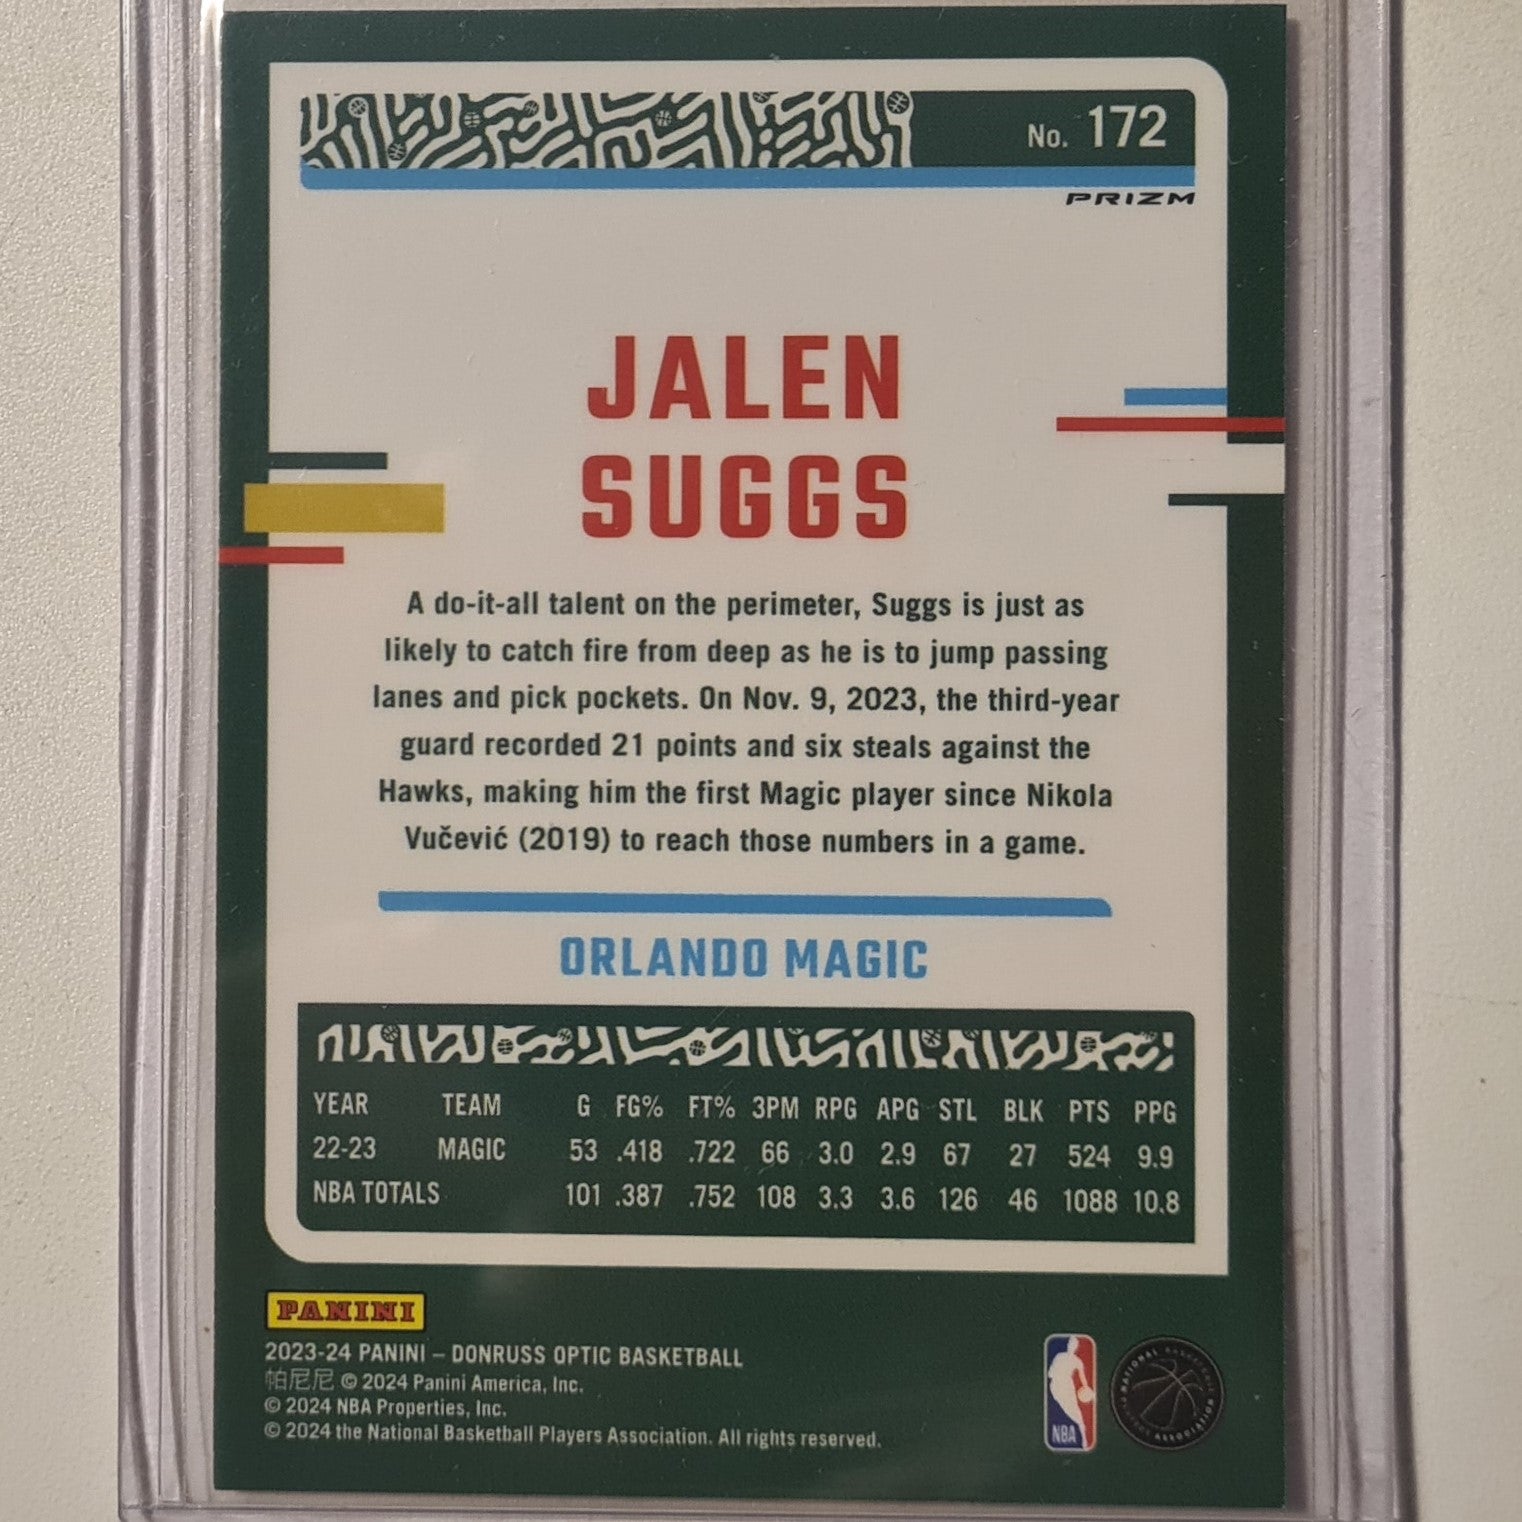 No. 172
PRIZM
JALEN
SUGGS
A do-it-all talent on the perimeter, Suggs is just as
likely to catch fire from deep as he is to jump passing
lanes and pick pockets. On Nov. 9, 2023, the third-year
guard recorded 21 points and six steals against the
Hawks, making him the first Magic player since Nikola
Vučević (2019) to reach those numbers in a game.
ORLANDO MAGIC
YEAR TEAM G FG% FT% 3PM RPG APG STL BLK PTS PPG
22-23 MAGIC 53 .418 .722 66 3.0 2.9 67 27 524 9.9
NBA TOTALS 101 .387 .752 108 3.3 3.6 126 46 1088 10.8
PANINI
2023-24 PANINI – DONRUSS OPTIC BASKETBALL
帕尼尼 © 2024 Panini America, Inc.
© 2024 NBA Properties, Inc.
© 2024 the National Basketball Players Association. All rights reserved.
NBA
NATIONAL BASKETBALL PLAYERS ASSOCIATION